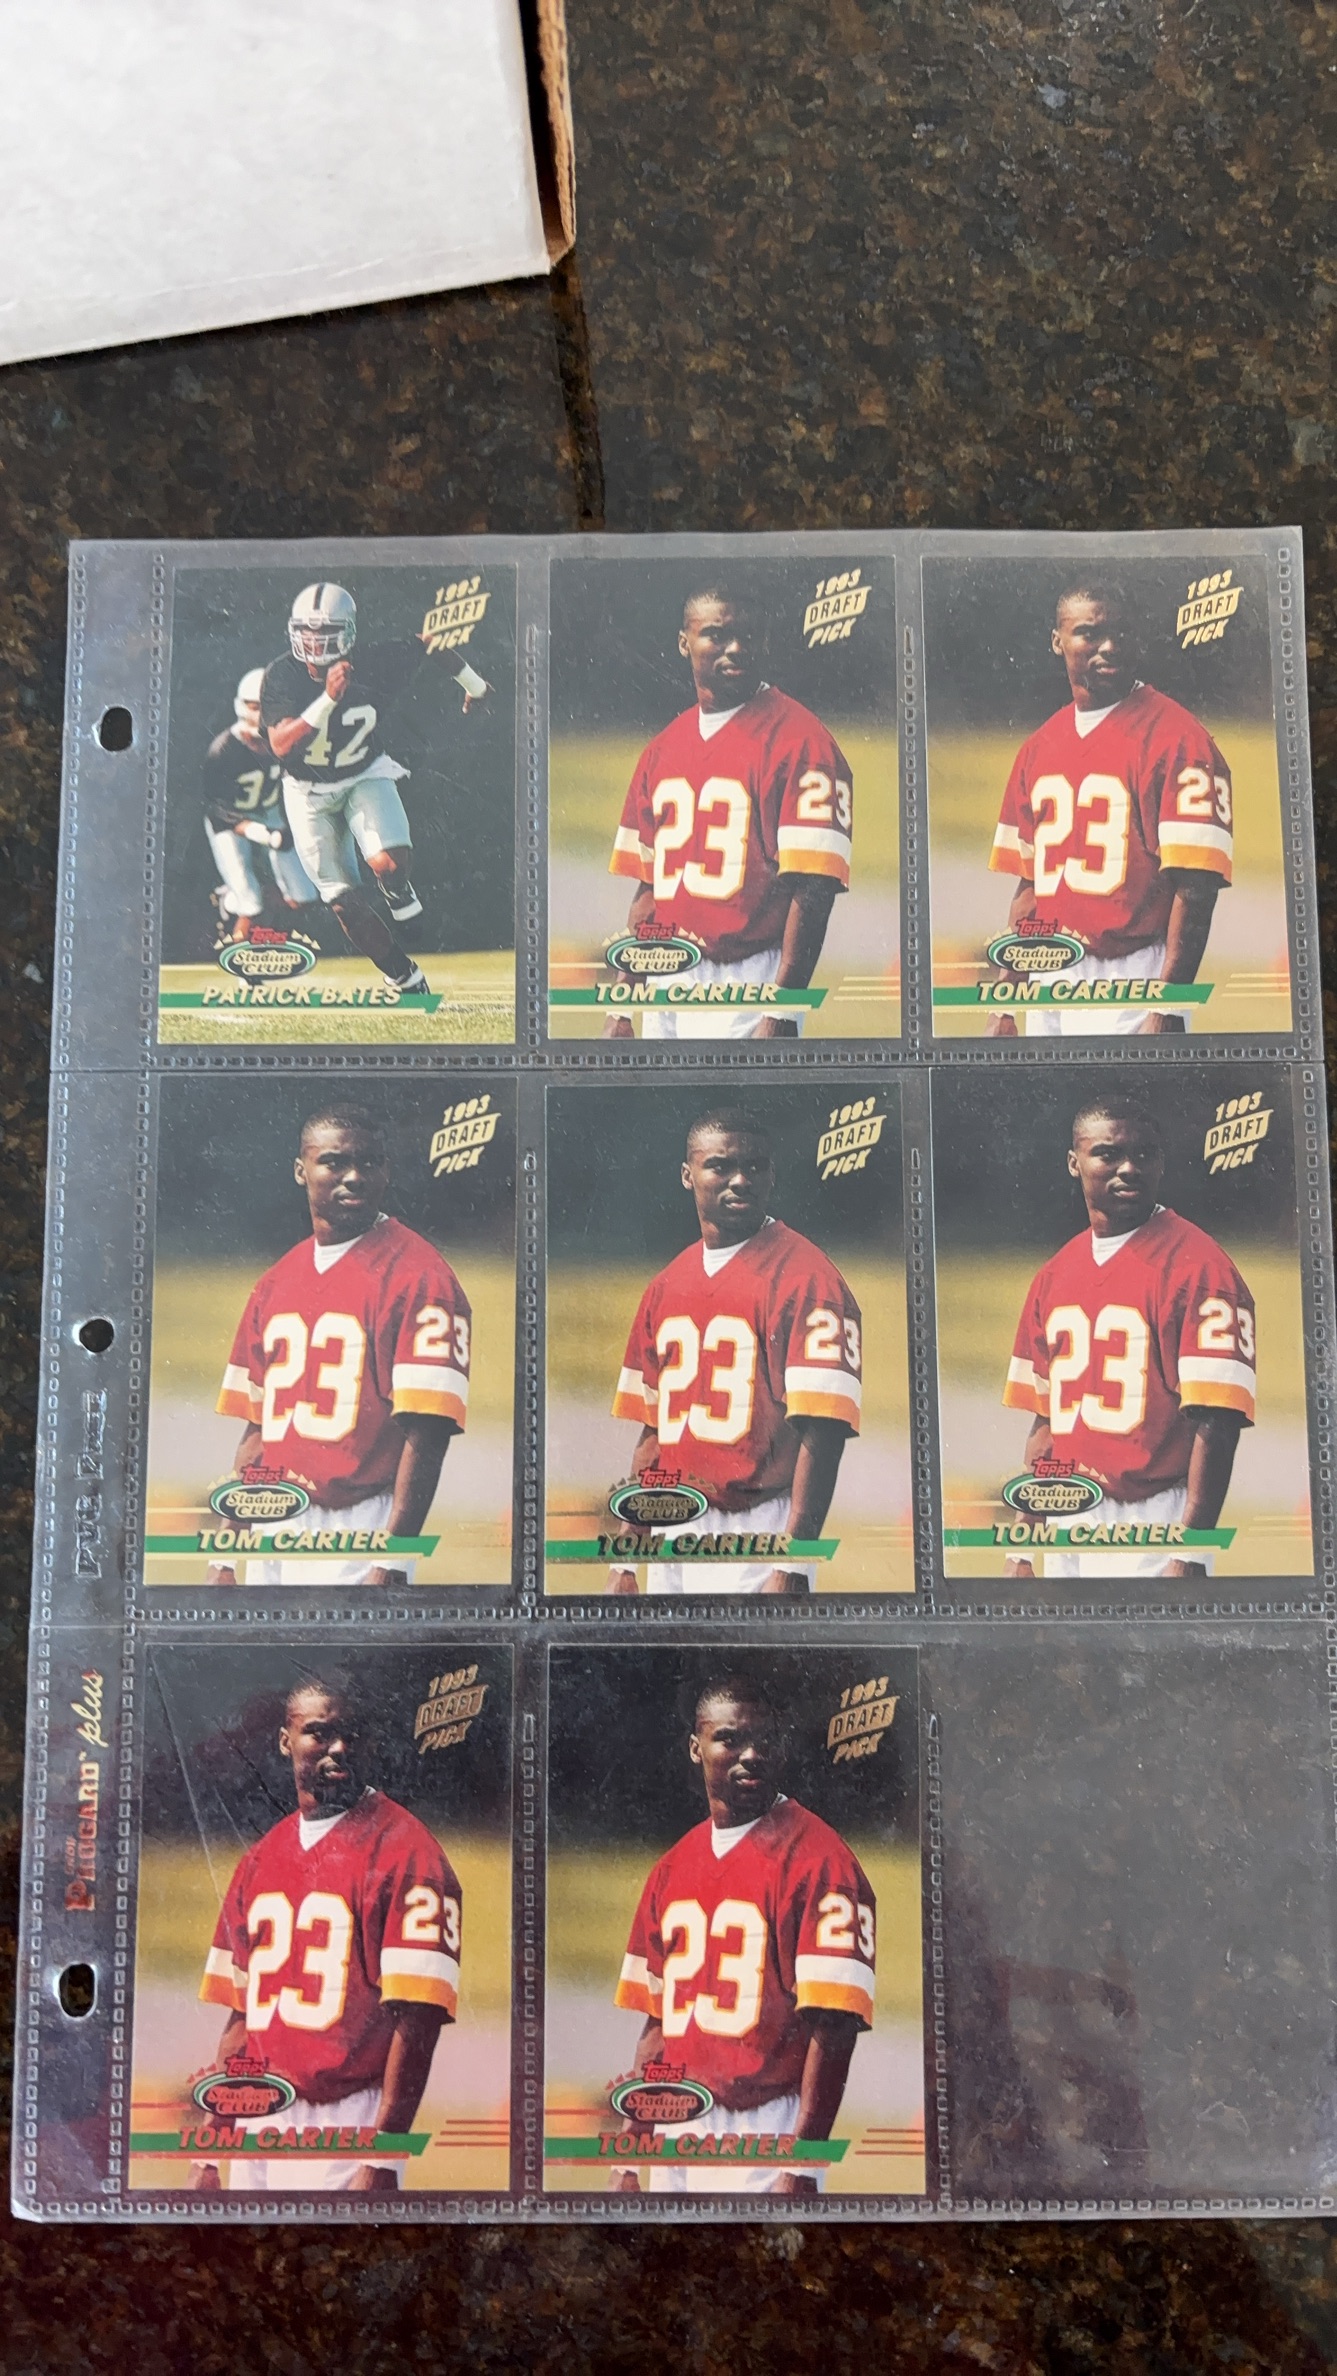 1993
DRAFT
PICK
42
37
Topps
Stadium
CLUB
PATRICK BATES
1993
DRAFT
PICK
23
23
Topps
Stadium
CLUB
TOM CARTER
1993
DRAFT
PICK
23
23
Topps
Stadium
CLUB
TOM CARTER
1993
DRAFT
PICK
23
23
Topps
Stadium
CLUB
TOM CARTER
1993
DRAFT
PICK
23
23
Topps
Stadium
CLUB
TOM CARTER
1993
DRAFT
PICK
23
23
Topps
Stadium
CLUB
TOM CARTER
1993
DRAFT
PICK
23
23
Topps
Stadium
CLUB
TOM CARTER
1993
DRAFT
PICK
23
23
Topps
Stadium
CLUB
TOM CARTER
PROGARD™ plus